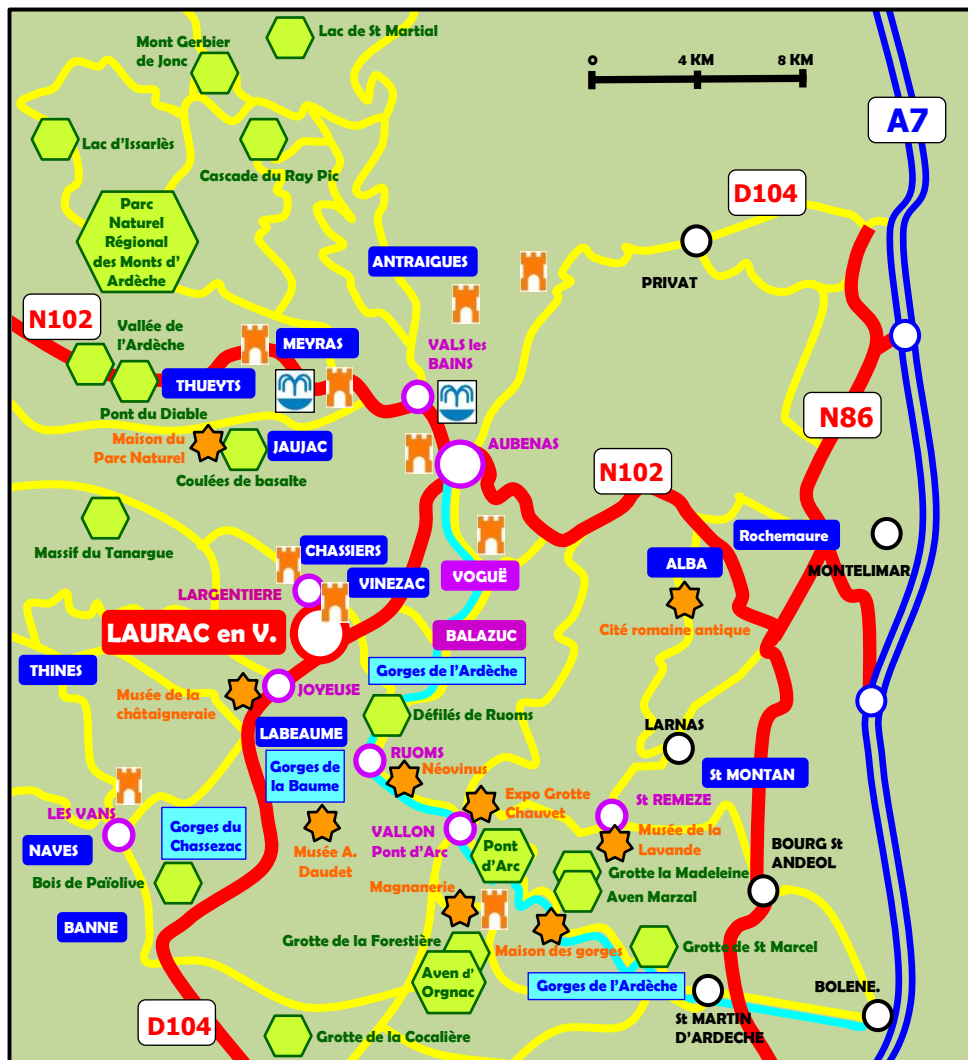 Lac de St Martial
Mont Gerbier
de Jonc
0
4 KM
8 KM
A7
Lac d'Issarlès
Cascade du Ray Pic
D104
Parc
Naturel
Régional
des Monts d'
Ardèche
ANTRAIGUES
PRIVAT
N102
Vallée de
l'Ardèche
MEYRAS
VALS les
BAINS
THUEYTS
Pont du Diable
N86
Maison du
Parc Naturel
JAUJAC
Coulées de basalte
AUBENAS
N102
Massif du Tanargue
CHASSIERS
VINEZAC
LARGENTIERE
VOGUË
ALBA
Rochemaure
MONTELIMAR
LAURAC en V.
BALAZUC
Cité romaine antique
THINES
Gorges de l'Ardèche
Musée de la
châtaigneraie
JOYEUSE
Défilés de Ruoms
LABEAUME
LARNAS
Gorges de
la Baume
RUOMS
Néovinus
St MONTAN
LES VANS
Gorges du
Chassezac
Expo Grotte
Chauvet
St REMEZE
NAVES
Musée A.
Daudet
VALLON
Pont d'Arc
Pont
d'Arc
Musée de la
Lavande
BOURG St
ANDEOL
Bois de Païolive
Magnanerie
Grotte la Madeleine
Aven Marzal
BANNE
Grotte de la Forestière
Maison des gorges
Grotte de St Marcel
Aven d'
Orgnac
Gorges de l'Ardèche
BOLENE.
D104
St MARTIN
D'ARDECHE
Grotte de la Cocalière